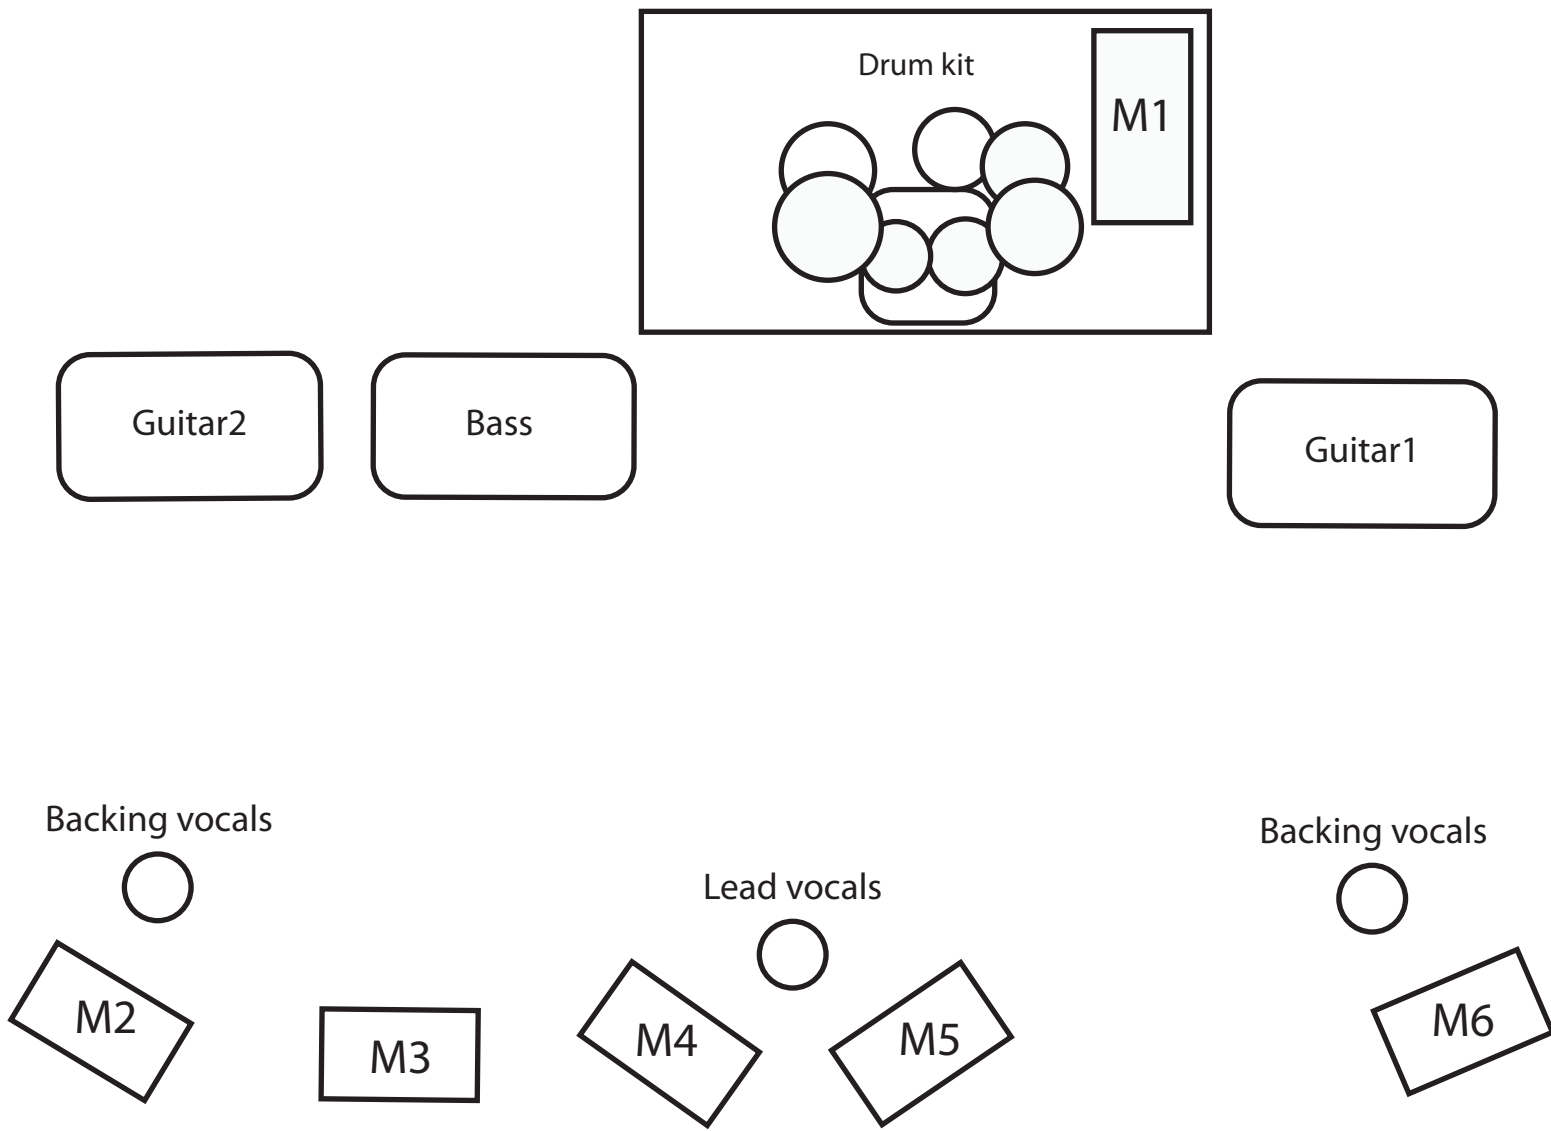 Drum kit
M1
Guitar2
Bass
Guitar1
Backing vocals
Lead vocals
Backing vocals
M2
M3
M4
M5
M6